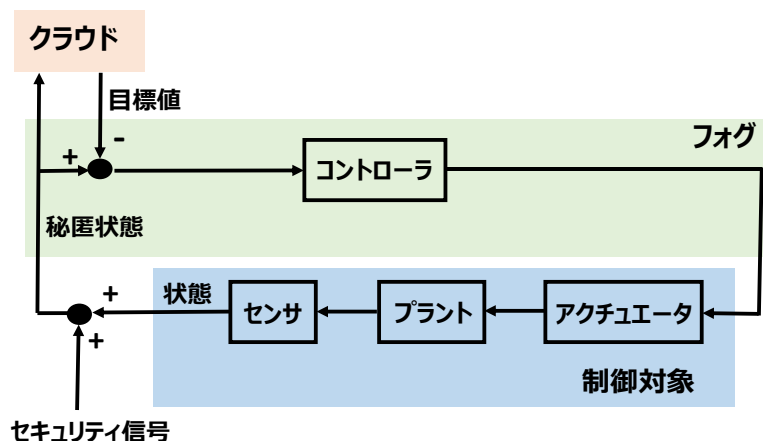 クラウド
目標値
-
フォグ
+
コントローラ
秘匿状態
+
状態
センサ
プラント
アクチュエータ
+
制御対象
セキュリティ信号